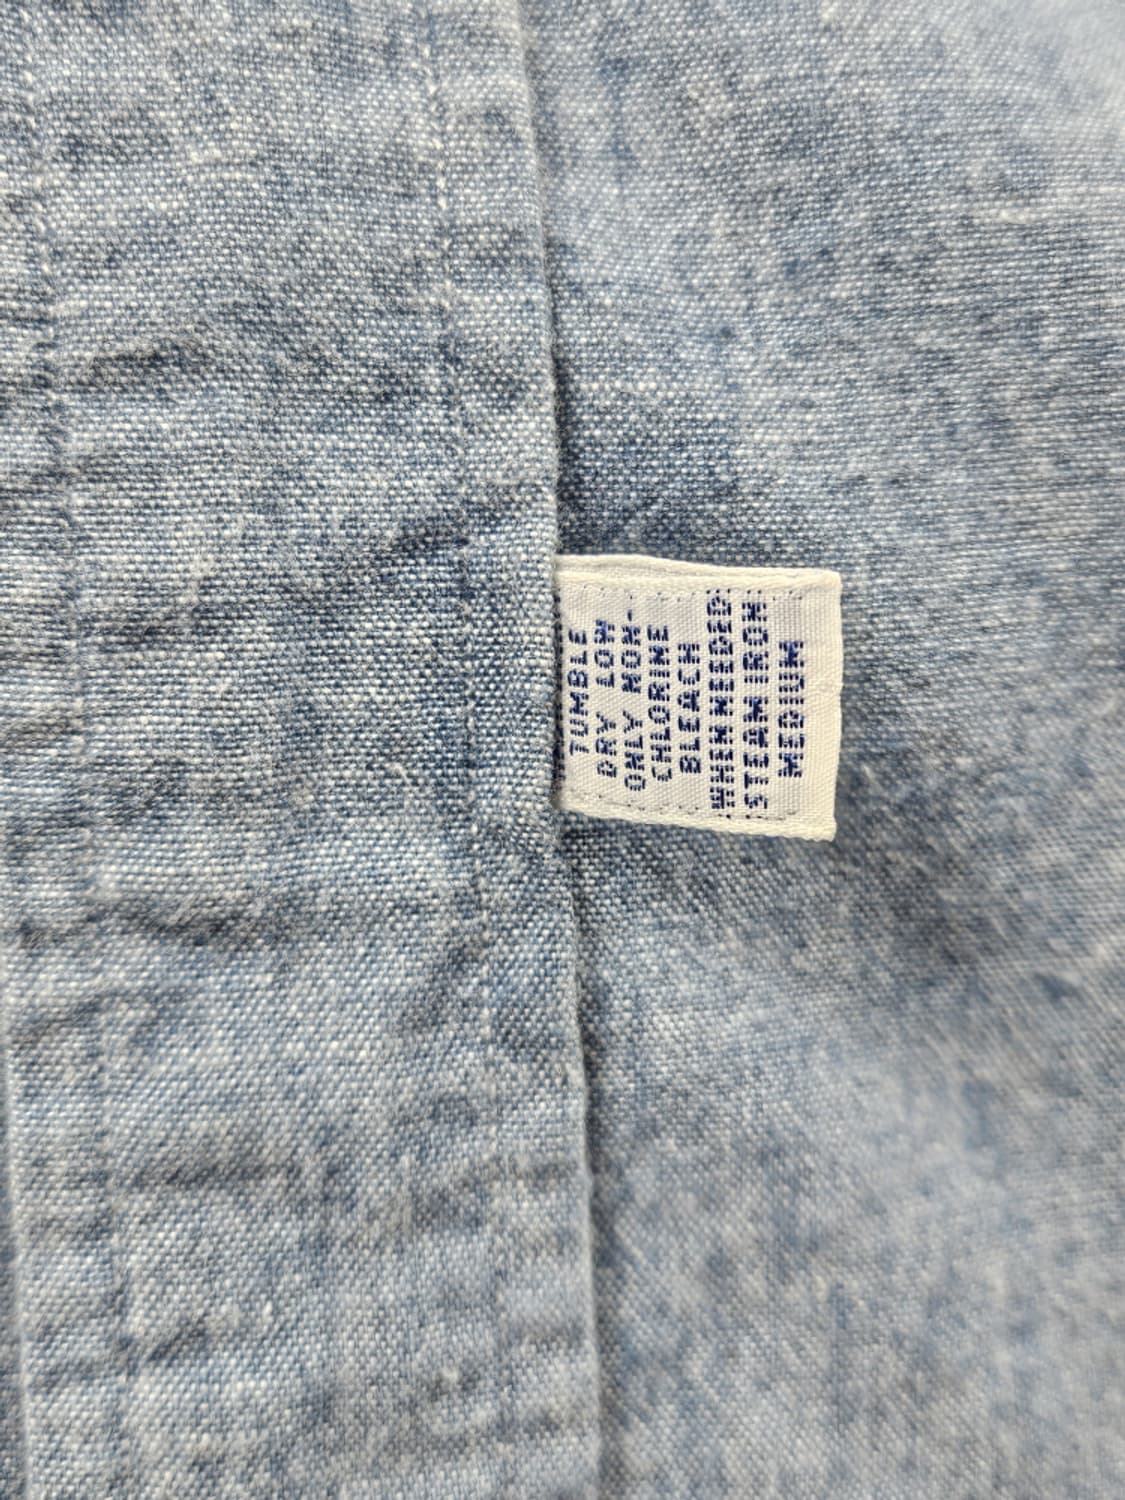 TUMBLE
DRY LOW
ONLY NON-
CHLORINE
BLEACH
WHEN NEEDED
STEAM IRON
MEDIUM